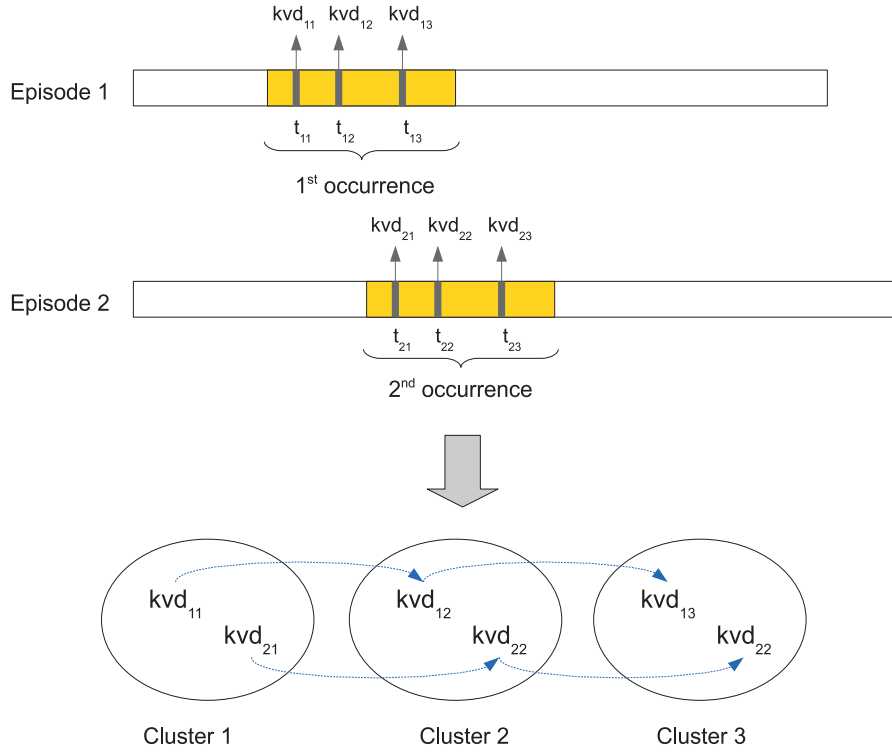 kvd₁₁ kvd₁₂ kvd₁₃
Episode 1
t₁₁ t₁₂ t₁₃
1ˢᵗ occurrence
kvd₂₁ kvd₂₂ kvd₂₃
Episode 2
t₂₁ t₂₂ t₂₃
2ⁿᵈ occurrence
kvd₁₁ kvd₁₂ kvd₁₃
kvd₂₁ kvd₂₂ kvd₂₂
Cluster 1 Cluster 2 Cluster 3